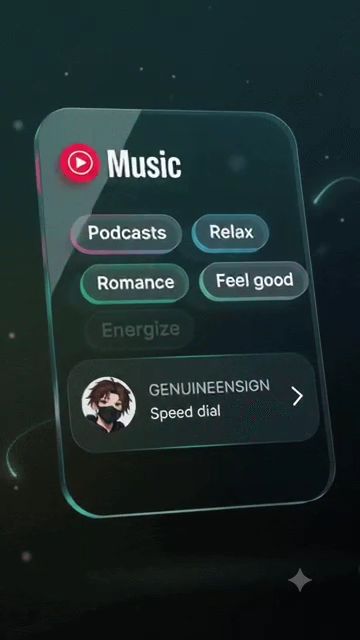 Music
Podcasts Relax
Romance Feel good
Energize
GENUINEENSIGN
Speed dial